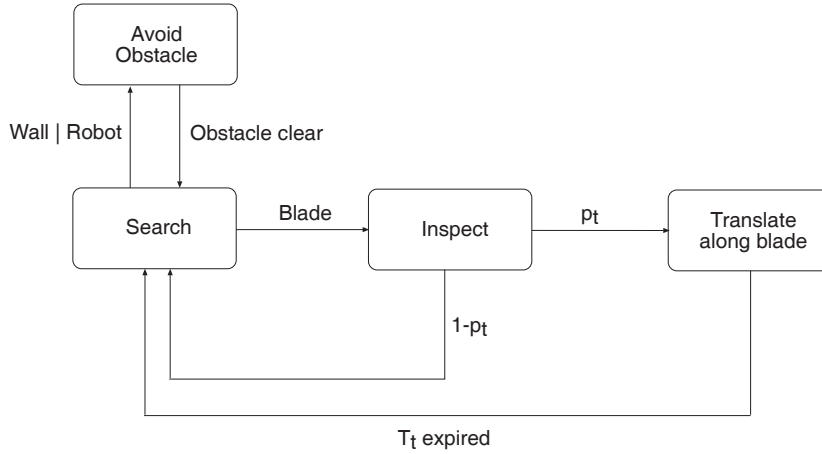 Avoid
Obstacle
Wall | Robot
Obstacle clear
Search
Blade
Inspect
pt
Translate
along blade
1-pt
Tt expired